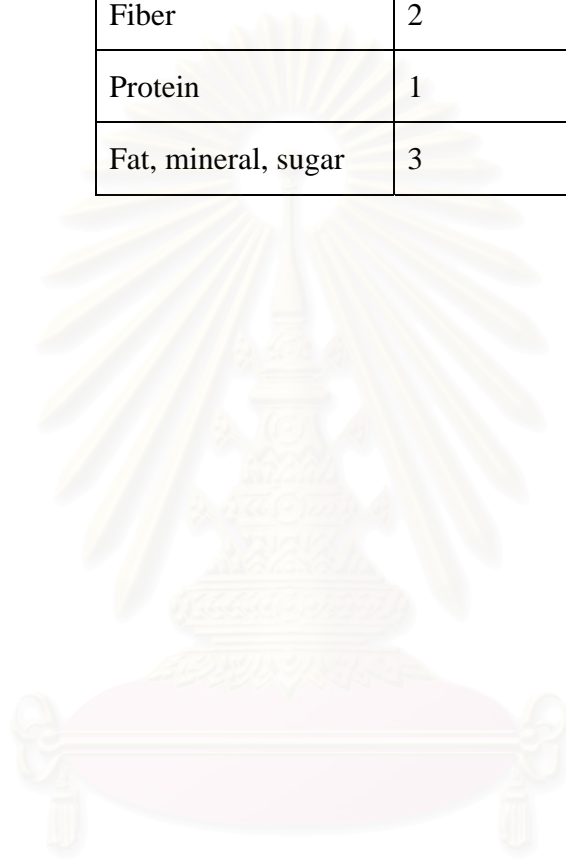 Fiber 2
Protein 1
Fat, mineral, sugar 3